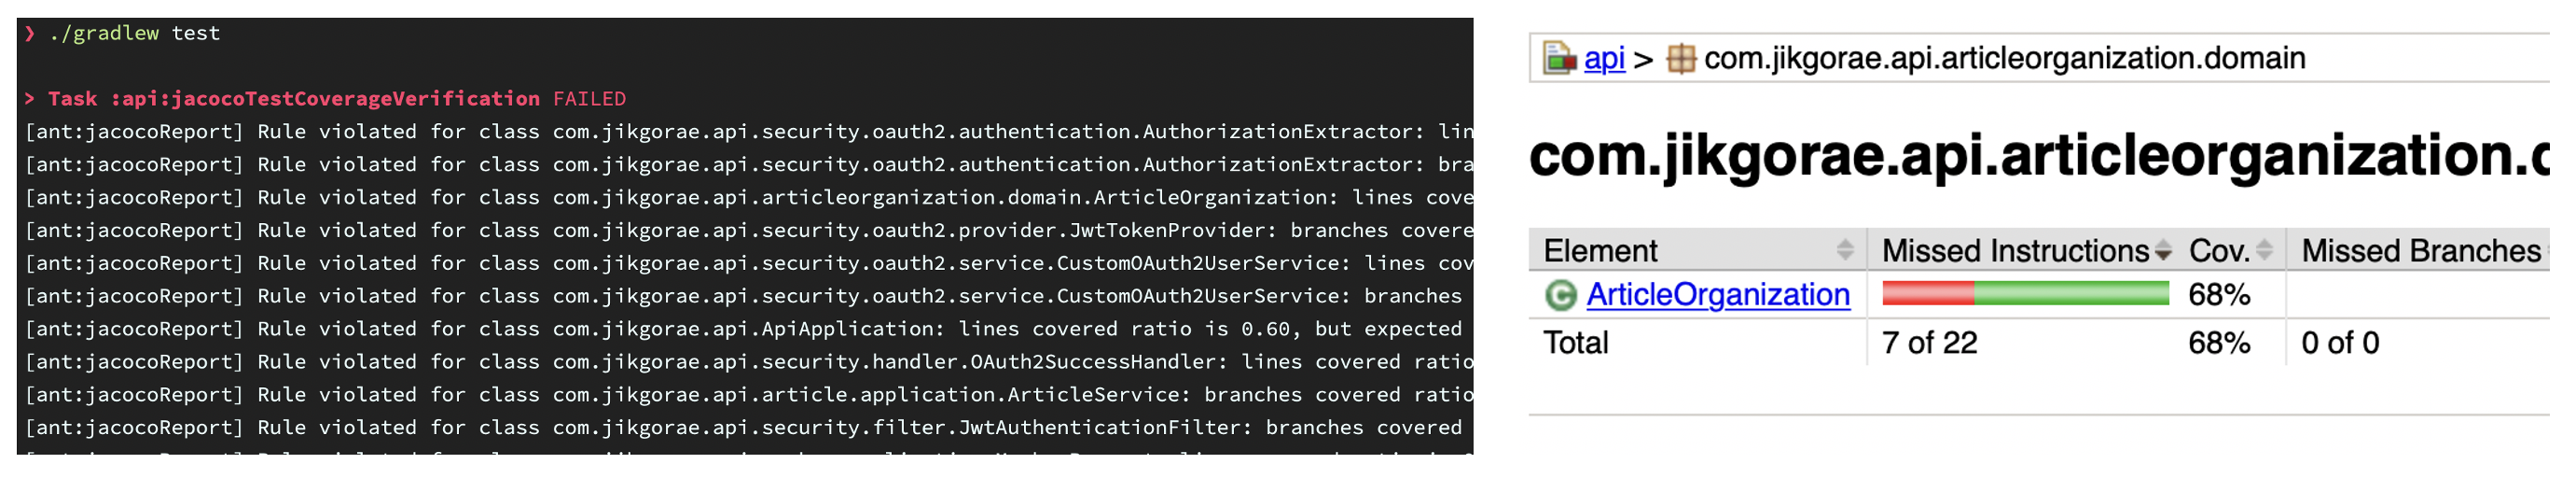 ❯ ./gradlew test
> Task :api:jacocoTestCoverageVerification FAILED
[ant:jacocoReport] Rule violated for class com.jikgorae.api.security.oauth2.authentication.AuthorizationExtractor: lin
[ant:jacocoReport] Rule violated for class com.jikgorae.api.security.oauth2.authentication.AuthorizationExtractor: bra
[ant:jacocoReport] Rule violated for class com.jikgorae.api.articleorganization.domain.ArticleOrganization: lines cove
[ant:jacocoReport] Rule violated for class com.jikgorae.api.security.oauth2.provider.JwtTokenProvider: branches covere
[ant:jacocoReport] Rule violated for class com.jikgorae.api.security.oauth2.service.CustomOAuth2UserService: lines cov
[ant:jacocoReport] Rule violated for class com.jikgorae.api.security.oauth2.service.CustomOAuth2UserService: branches
[ant:jacocoReport] Rule violated for class com.jikgorae.api.ApiApplication: lines covered ratio is 0.60, but expected
[ant:jacocoReport] Rule violated for class com.jikgorae.api.security.handler.OAuth2SuccessHandler: lines covered ratio
[ant:jacocoReport] Rule violated for class com.jikgorae.api.article.application.ArticleService: branches covered ratio
[ant:jacocoReport] Rule violated for class com.jikgorae.api.security.filter.JwtAuthenticationFilter: branches covered
api > com.jikgorae.api.articleorganization.domain
com.jikgorae.api.articleorganization.d
Element Missed Instructions Cov. Missed Branches
ArticleOrganization 68%
Total 7 of 22 68% 0 of 0